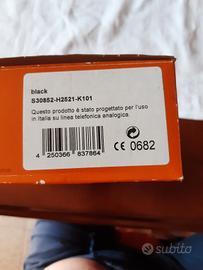 black
S30852-H2521-K101
Questo prodotto è stato progettato per l'uso
in Italia su linea telefonica analogica.
4 250366 837864
CE 0682
subito